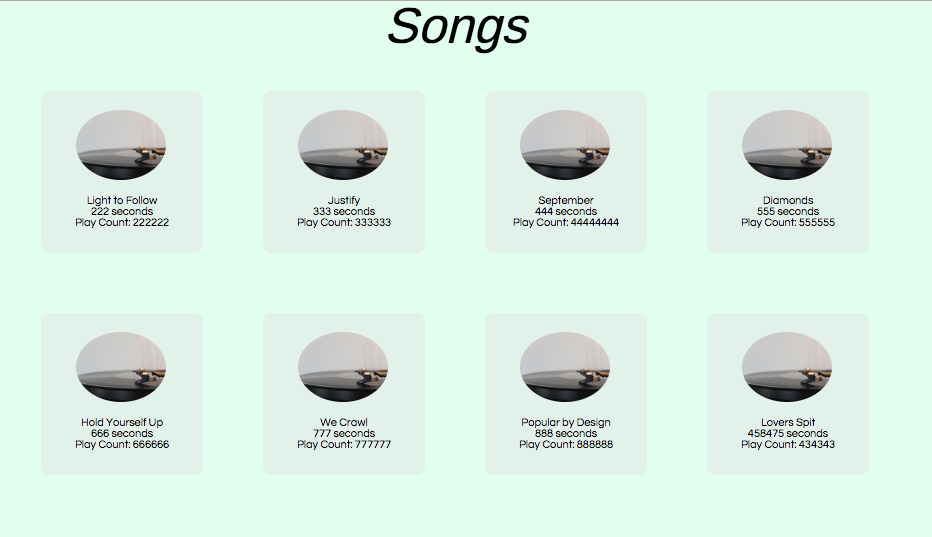 Songs
Light to Follow
222 seconds
Play Count: 222222
Justify
333 seconds
Play Count: 333333
September
444 seconds
Play Count: 44444444
Diamonds
555 seconds
Play Count: 555555
Hold Yourself Up
666 seconds
Play Count: 666666
We Crawl
777 seconds
Play Count: 777777
Popular by Design
888 seconds
Play Count: 888888
Lovers Spit
458475 seconds
Play Count: 434343